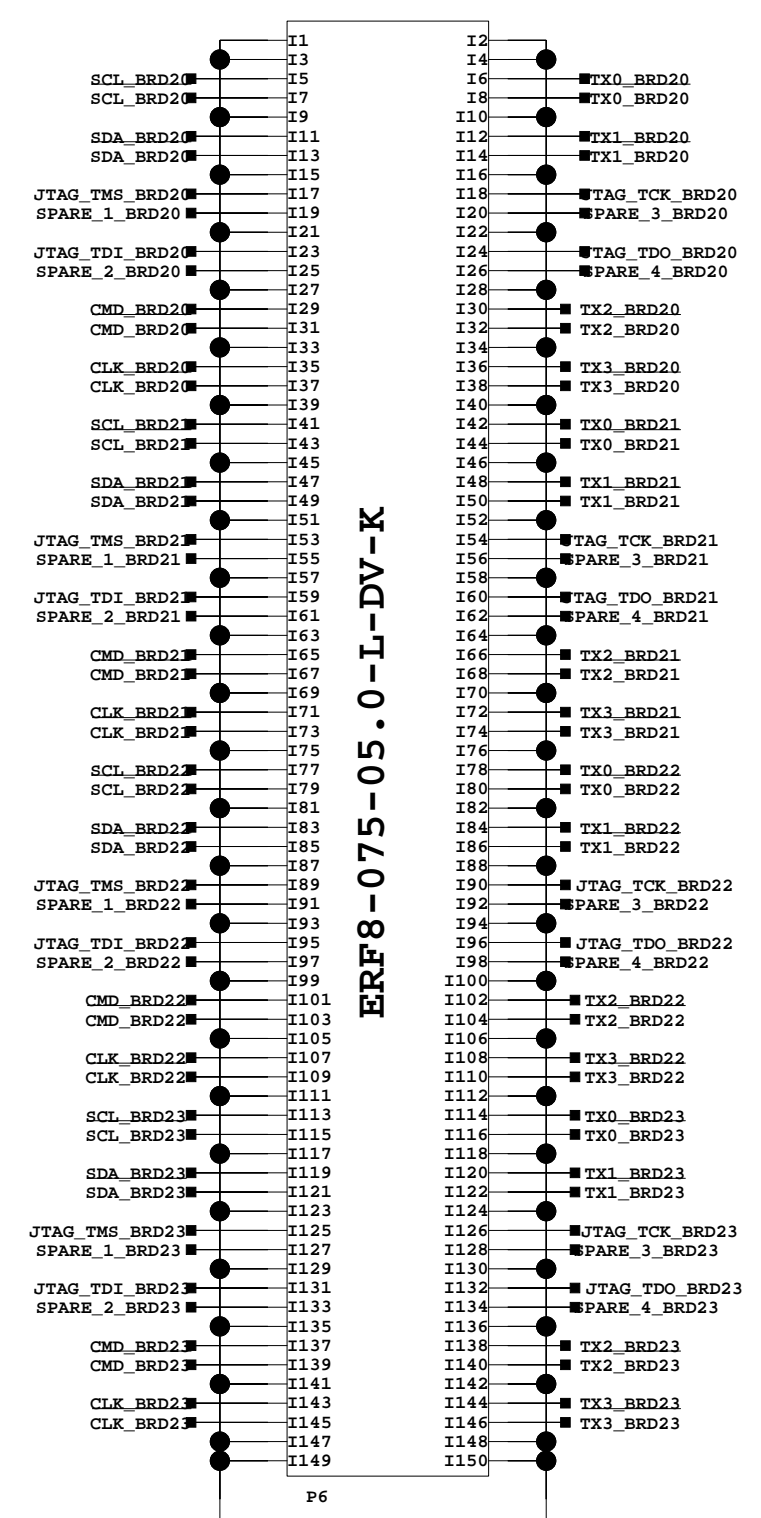 I1 I2
I3 I4
SCL_BRD20 I5 I6 TX0_BRD20
SCL_BRD20 I7 I8 TX0_BRD20
I9 I10
SDA_BRD20 I11 I12 TX1_BRD20
SDA_BRD20 I13 I14 TX1_BRD20
I15 I16
JTAG_TMS_BRD20 I17 I18 JTAG_TCK_BRD20
SPARE_1_BRD20 I19 I20 SPARE_3_BRD20
I21 I22
JTAG_TDI_BRD20 I23 I24 JTAG_TDO_BRD20
SPARE_2_BRD20 I25 I26 SPARE_4_BRD20
I27 I28
CMD_BRD20 I29 I30 TX2_BRD20
CMD_BRD20 I31 I32 TX2_BRD20
I33 I34
CLK_BRD20 I35 I36 TX3_BRD20
CLK_BRD20 I37 I38 TX3_BRD20
I39 I40
SCL_BRD21 I41 I42 TX0_BRD21
SCL_BRD21 I43 I44 TX0_BRD21
I45 I46
SDA_BRD21 I47 I48 TX1_BRD21
SDA_BRD21 I49 I50 TX1_BRD21
I51 I52
JTAG_TMS_BRD21 I53 I54 JTAG_TCK_BRD21
SPARE_1_BRD21 I55 I56 SPARE_3_BRD21
I57 I58
JTAG_TDI_BRD21 I59 I60 JTAG_TDO_BRD21
SPARE_2_BRD21 I61 I62 SPARE_4_BRD21
I63 I64
CMD_BRD21 I65 I66 TX2_BRD21
CMD_BRD21 I67 I68 TX2_BRD21
I69 I70
CLK_BRD21 I71 I72 TX3_BRD21
CLK_BRD21 I73 I74 TX3_BRD21
I75 I76
SCL_BRD22 I77 I78 TX0_BRD22
SCL_BRD22 I79 I80 TX0_BRD22
I81 I82
SDA_BRD22 I83 I84 TX1_BRD22
SDA_BRD22 I85 I86 TX1_BRD22
I87 I88
JTAG_TMS_BRD22 I89 I90 JTAG_TCK_BRD22
SPARE_1_BRD22 I91 I92 SPARE_3_BRD22
I93 I94
JTAG_TDI_BRD22 I95 I96 JTAG_TDO_BRD22
SPARE_2_BRD22 I97 I98 SPARE_4_BRD22
I99 I100
CMD_BRD22 I101 I102 TX2_BRD22
CMD_BRD22 I103 I104 TX2_BRD22
I105 I106
CLK_BRD22 I107 I108 TX3_BRD22
CLK_BRD22 I109 I110 TX3_BRD22
I111 I112
SCL_BRD23 I113 I114 TX0_BRD23
SCL_BRD23 I115 I116 TX0_BRD23
I117 I118
SDA_BRD23 I119 I120 TX1_BRD23
SDA_BRD23 I121 I122 TX1_BRD23
I123 I124
JTAG_TMS_BRD23 I125 I126 JTAG_TCK_BRD23
SPARE_1_BRD23 I127 I128 SPARE_3_BRD23
I129 I130
JTAG_TDI_BRD23 I131 I132 JTAG_TDO_BRD23
SPARE_2_BRD23 I133 I134 SPARE_4_BRD23
I135 I136
CMD_BRD23 I137 I138 TX2_BRD23
CMD_BRD23 I139 I140 TX2_BRD23
I141 I142
CLK_BRD23 I143 I144 TX3_BRD23
CLK_BRD23 I145 I146 TX3_BRD23
I147 I148
I149 I150
ERF8-075-05.0-L-DV-K
P6